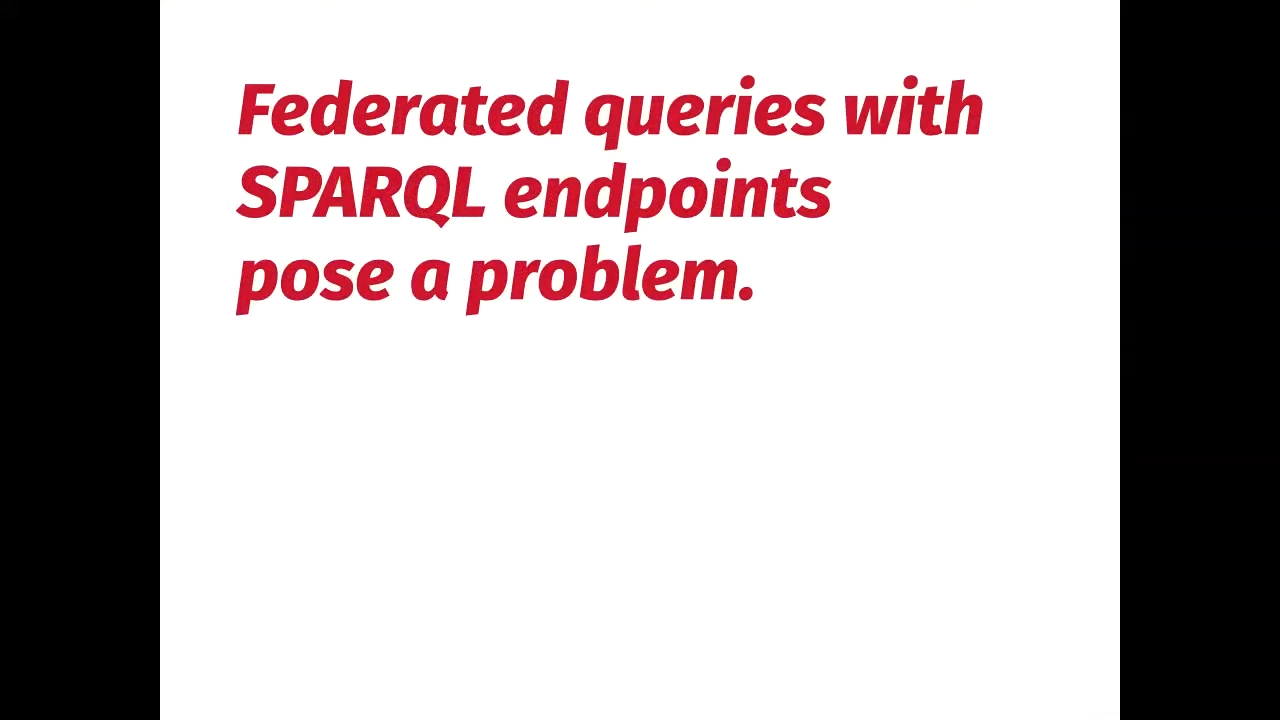 Federated queries with
SPARQL endpoints
pose a problem.